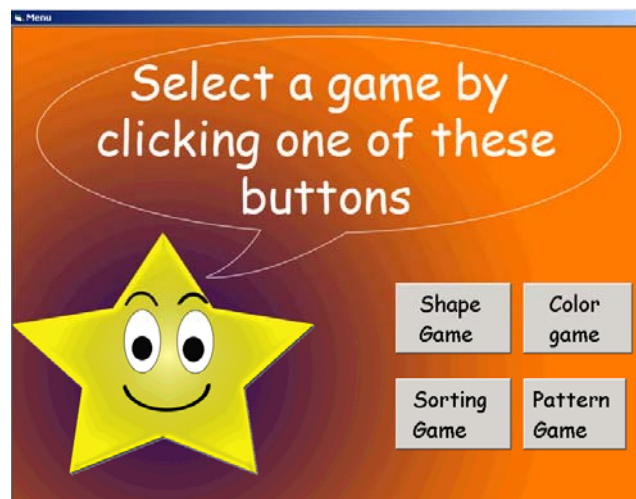 Menu
Select a game by
clicking one of these
buttons
Shape
Game
Color
game
Sorting
Game
Pattern
Game